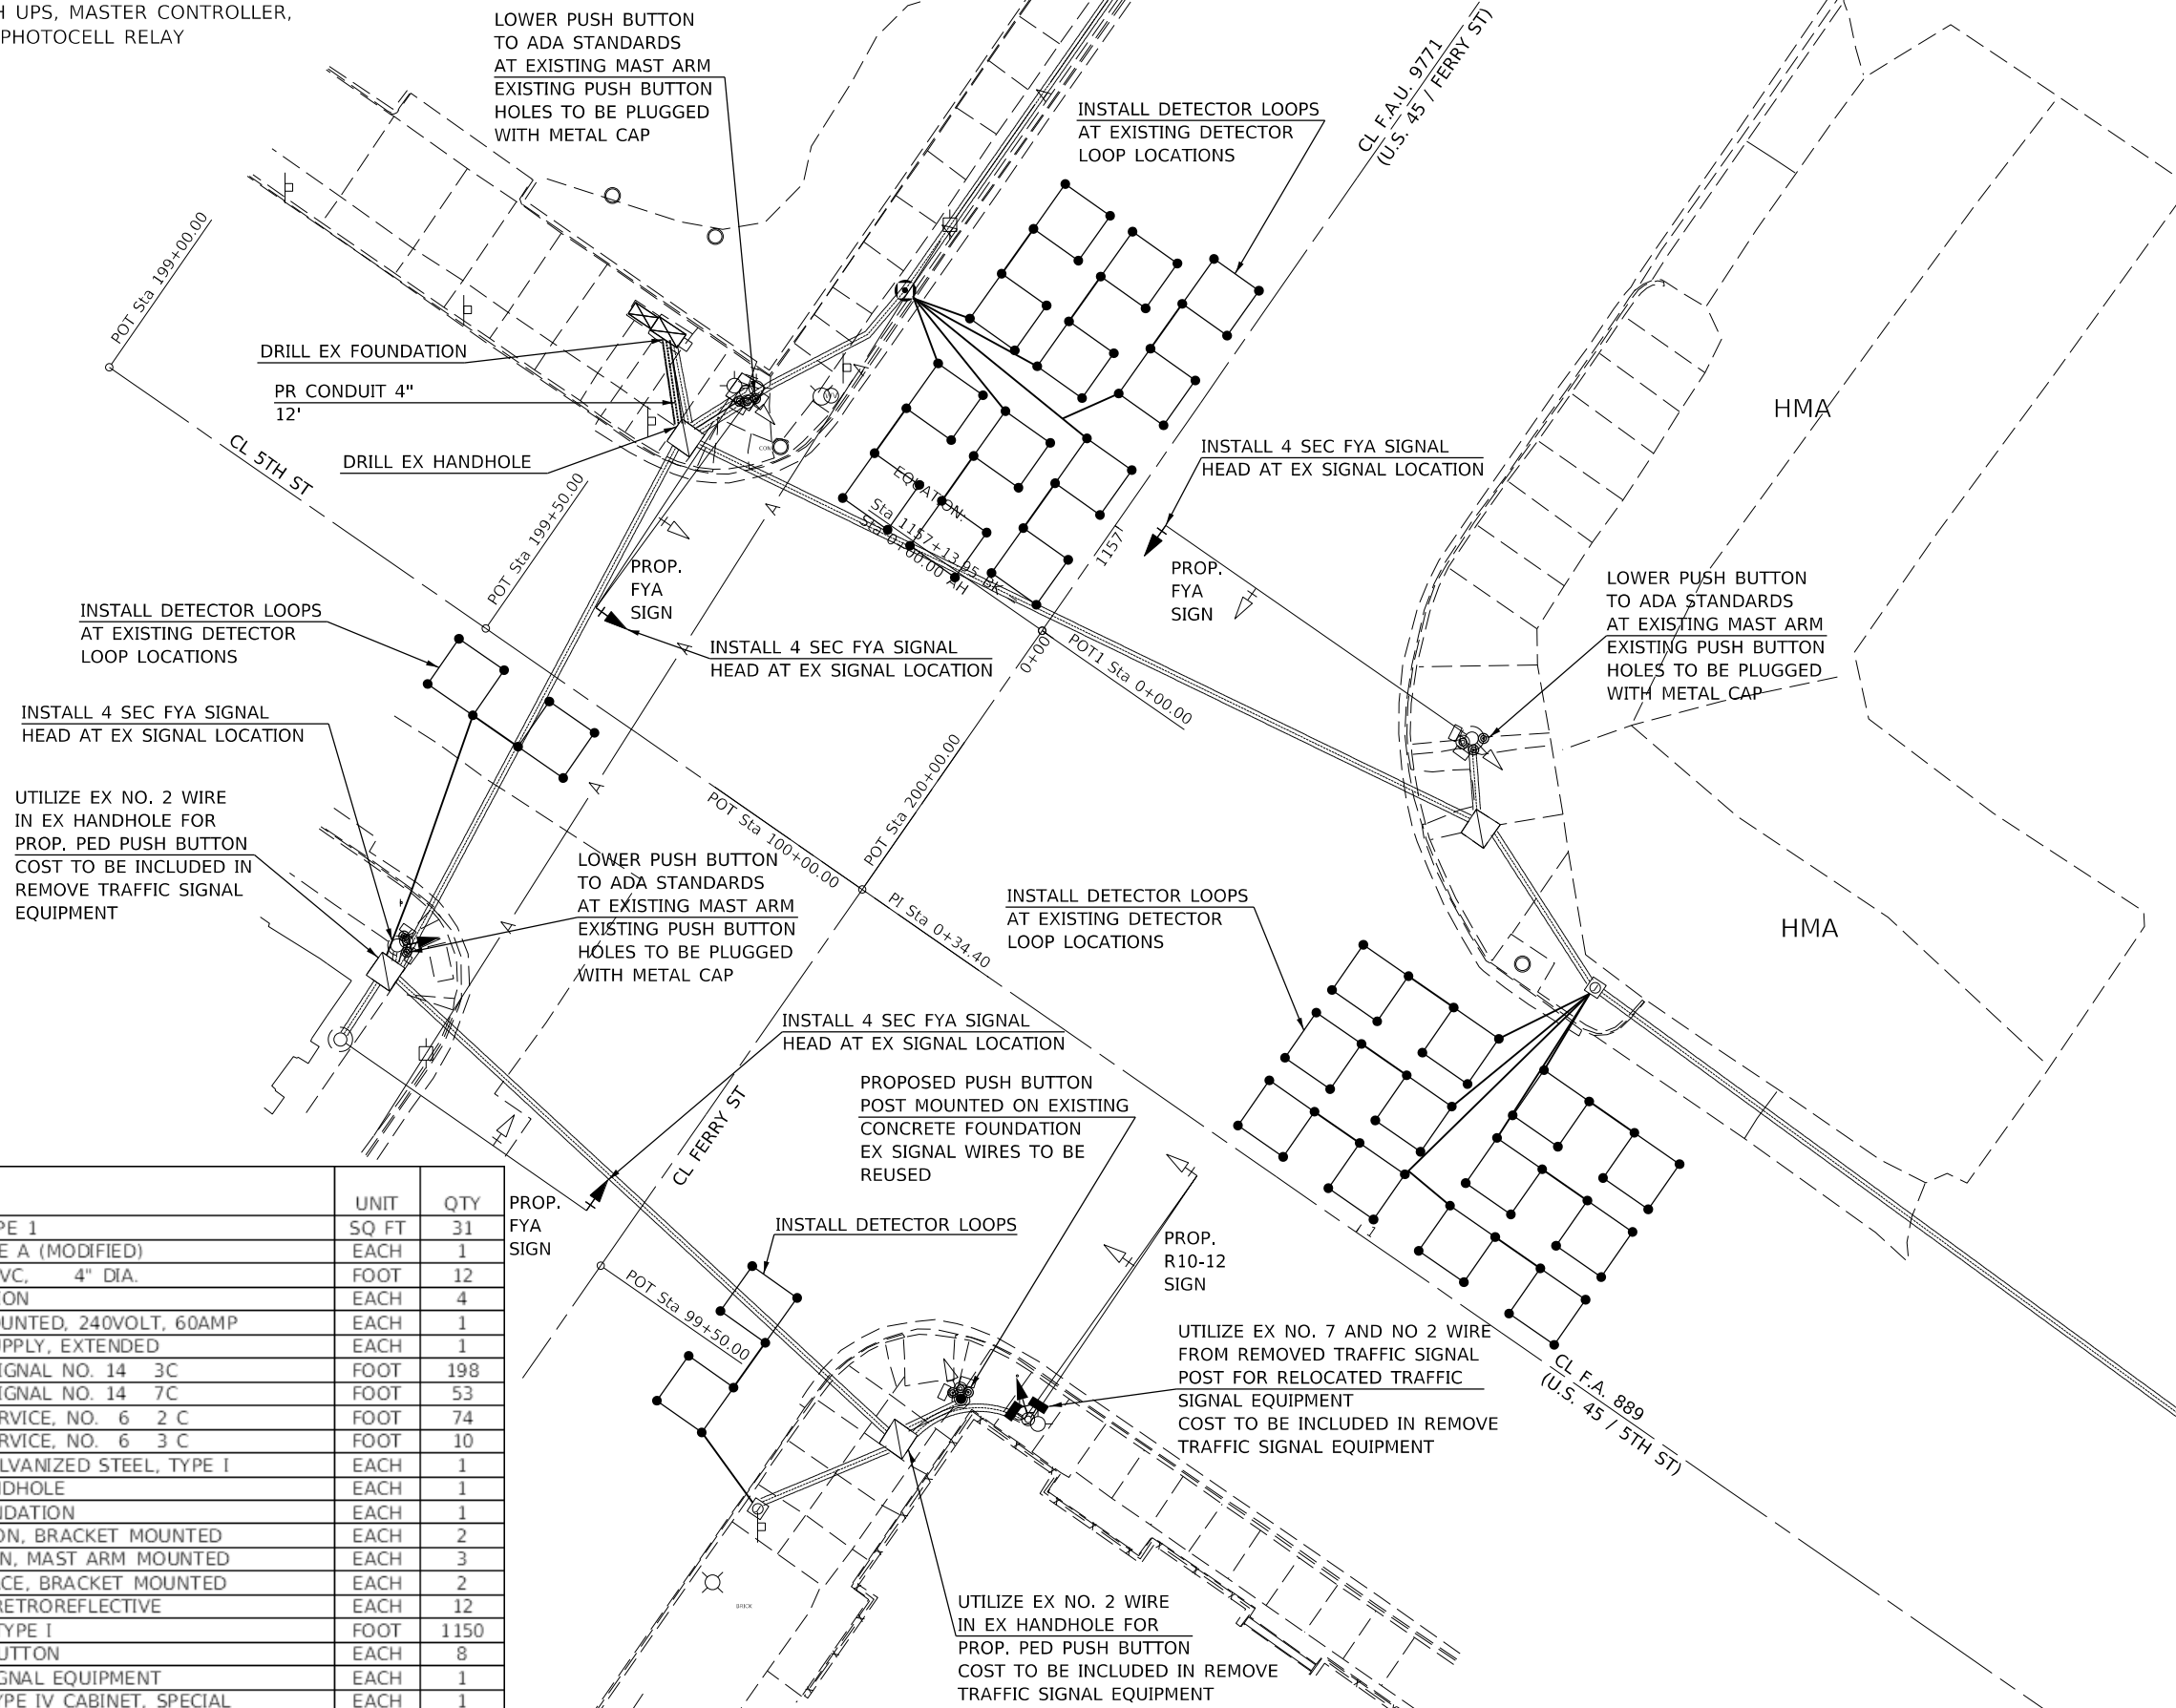 H UPS, MASTER CONTROLLER,
PHOTOCELL RELAY
LOWER PUSH BUTTON
TO ADA STANDARDS
AT EXISTING MAST ARM
EXISTING PUSH BUTTON
HOLES TO BE PLUGGED
WITH METAL CAP
INSTALL DETECTOR LOOPS
AT EXISTING DETECTOR
LOOP LOCATIONS
CL F.A.U. 9771
(U.S. 45 / FERRY ST)
POT Sta 199+00.00
DRILL EX FOUNDATION
PR CONDUIT 4"
12'
DRILL EX HANDHOLE
CL 5TH ST
POT Sta 199+50.00
HMA
INSTALL 4 SEC FYA SIGNAL
HEAD AT EX SIGNAL LOCATION
EQUATION:
Sta 1157+13.05 BK =
Sta 0+00.00 AH
1157
A
PROP.
FYA
SIGN
PROP.
FYA
SIGN
LOWER PUSH BUTTON
TO ADA STANDARDS
AT EXISTING MAST ARM
EXISTING PUSH BUTTON
HOLES TO BE PLUGGED
WITH METAL CAP
INSTALL DETECTOR LOOPS
AT EXISTING DETECTOR
LOOP LOCATIONS
INSTALL 4 SEC FYA SIGNAL
HEAD AT EX SIGNAL LOCATION
A
0+00
POT1 Sta 0+00.00
INSTALL 4 SEC FYA SIGNAL
HEAD AT EX SIGNAL LOCATION
A
POT Sta 100+00.00
POT Sta 200+00.00
UTILIZE EX NO. 2 WIRE
IN EX HANDHOLE FOR
PROP. PED PUSH BUTTON
COST TO BE INCLUDED IN
REMOVE TRAFFIC SIGNAL
EQUIPMENT
LOWER PUSH BUTTON
TO ADA STANDARDS
AT EXISTING MAST ARM
EXISTING PUSH BUTTON
HOLES TO BE PLUGGED
WITH METAL CAP
A
PI Sta 0+34.40
INSTALL DETECTOR LOOPS
AT EXISTING DETECTOR
LOOP LOCATIONS
HMA
INSTALL 4 SEC FYA SIGNAL
HEAD AT EX SIGNAL LOCATION
CL FERRY ST
PROPOSED PUSH BUTTON
POST MOUNTED ON EXISTING
CONCRETE FOUNDATION
EX SIGNAL WIRES TO BE
REUSED
PROP.
FYA
SIGN
INSTALL DETECTOR LOOPS
POT Sta 99+50.00
PROP.
R10-12
SIGN
1
UTILIZE EX NO. 7 AND NO 2 WIRE
FROM REMOVED TRAFFIC SIGNAL
POST FOR RELOCATED TRAFFIC
SIGNAL EQUIPMENT
COST TO BE INCLUDED IN REMOVE
TRAFFIC SIGNAL EQUIPMENT
CL F.A. 889
(U.S. 45 / 5TH ST)
BRICK
UTILIZE EX NO. 2 WIRE
IN EX HANDHOLE FOR
PROP. PED PUSH BUTTON
COST TO BE INCLUDED IN REMOVE
TRAFFIC SIGNAL EQUIPMENT
UNIT QTY
PE 1 SQ FT 31
E A (MODIFIED) EACH 1
VC, 4" DIA. FOOT 12
ON EACH 4
OUNTED, 240VOLT, 60AMP EACH 1
PPLY, EXTENDED EACH 1
IGNAL NO. 14 3C FOOT 198
IGNAL NO. 14 7C FOOT 53
RVICE, NO. 6 2 C FOOT 74
RVICE, NO. 6 3 C FOOT 10
LVANIZED STEEL, TYPE I EACH 1
NDHOLE EACH 1
NDATION EACH 1
ON, BRACKET MOUNTED EACH 2
N, MAST ARM MOUNTED EACH 3
CE, BRACKET MOUNTED EACH 2
RETROREFLECTIVE EACH 12
TYPE I FOOT 1150
UTTON EACH 8
GNAL EQUIPMENT EACH 1
YPE IV CABINET, SPECIAL EACH 1